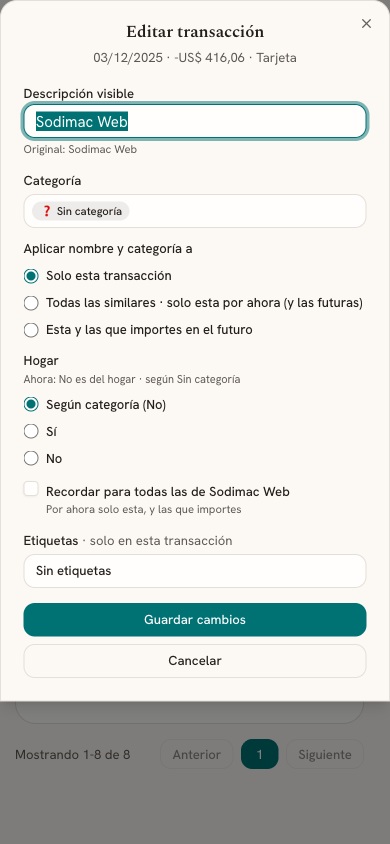 Editar transacción
03/12/2025 · -US$ 416,06 · Tarjeta
Descripción visible
Sodimac Web
Original: Sodimac Web
Categoría
❓ Sin categoría
Aplicar nombre y categoría a
Solo esta transacción
Todas las similares · solo esta por ahora (y las futuras)
Esta y las que importes en el futuro
Hogar
Ahora: No es del hogar · según Sin categoría
Según categoría (No)
Sí
No
Recordar para todas las de Sodimac Web
Por ahora solo esta, y las que importes
Etiquetas · solo en esta transacción
Sin etiquetas
Guardar cambios
Cancelar
Mostrando 1-8 de 8 Anterior 1 Siguiente